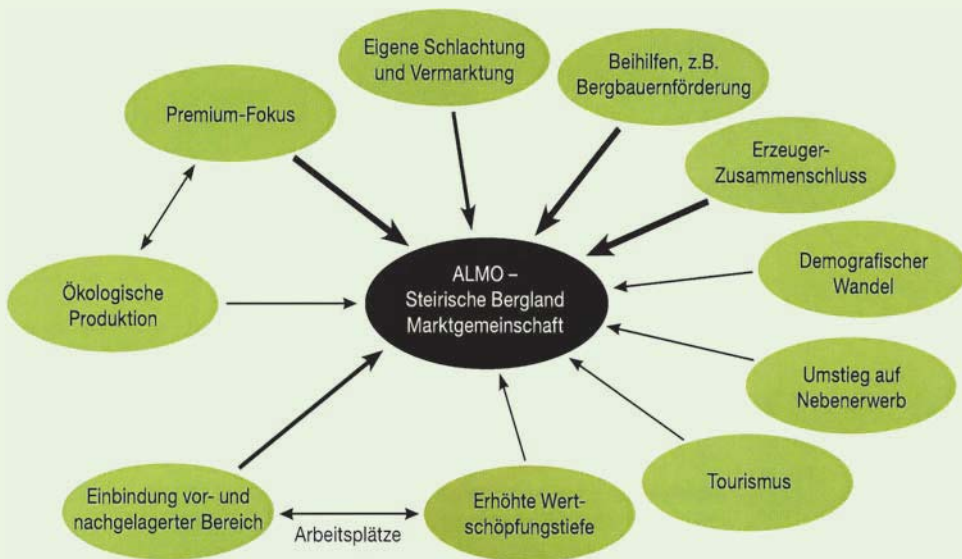 Eigene Schlachtung
und Vermarktung
Beihilfen, z.B.
Bergbauernförderung
Premium-Fokus
Erzeuger-
Zusammenschluss
ALMO –
Steirische Bergland
Marktgemeinschaft
Demografischer
Wandel
Ökologische
Produktion
Umstieg auf
Nebenerwerb
Tourismus
Einbindung vor- und
nachgelagerter Bereich
Arbeitsplätze
Erhöhte Wert-
schöpfungstiefe